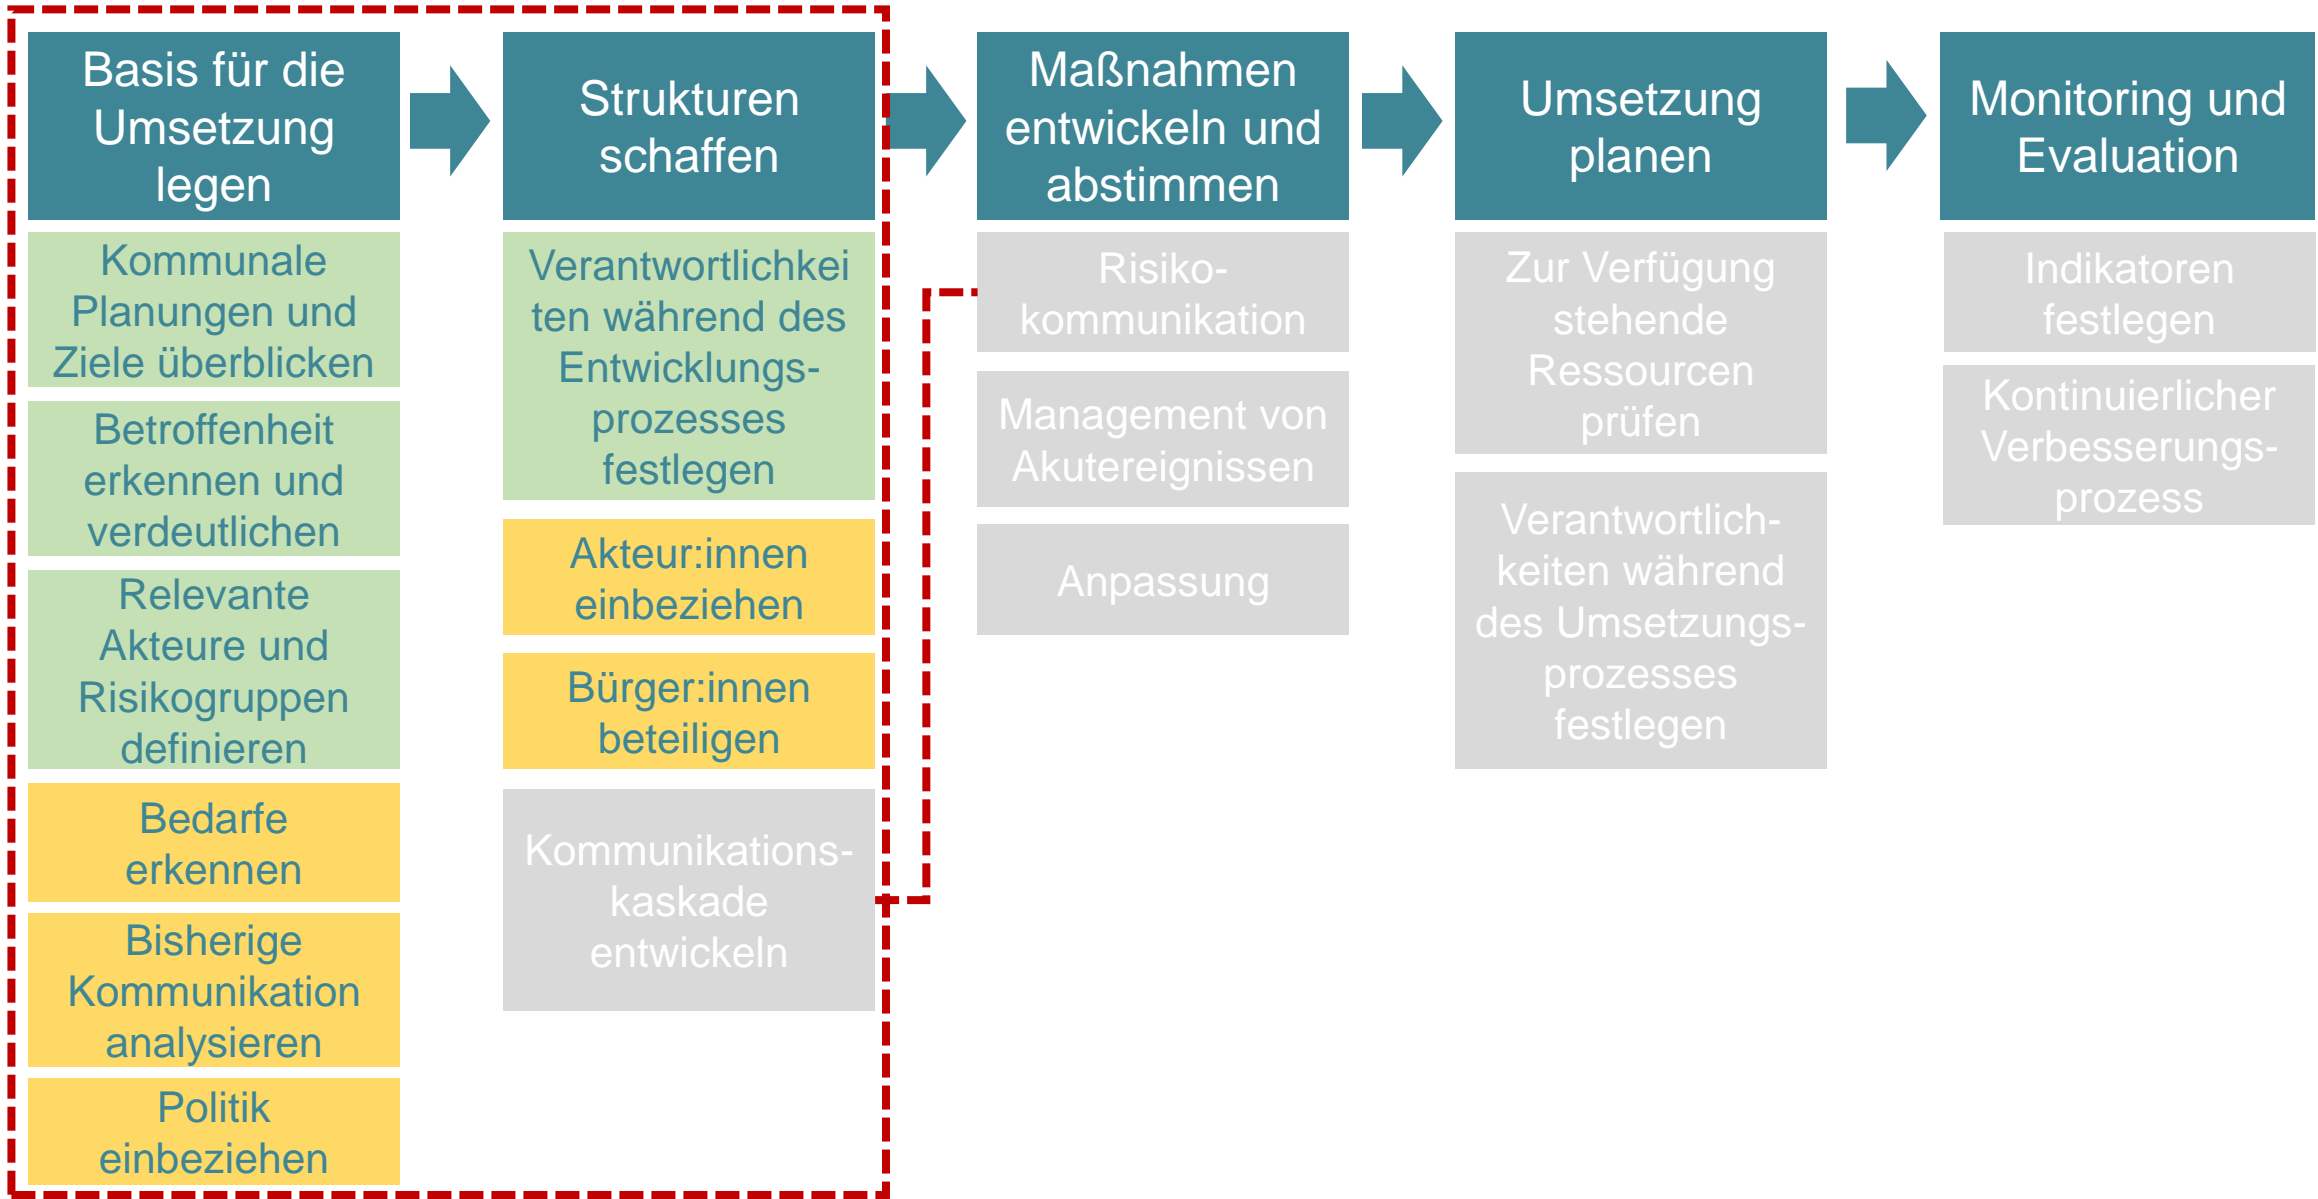 Basis für die
Umsetzung
legen
Kommunale
Planungen und
Ziele überblicken
Betroffenheit
erkennen und
verdeutlichen
Relevante
Akteure und
Risikogruppen
definieren
Bedarfe
erkennen
Bisherige
Kommunikation
analysieren
Politik
einbeziehen
Strukturen
schaffen
Verantwortlichkei
ten während des
Entwicklungs-
prozesses
festlegen
Akteur:innen
einbeziehen
Bürger:innen
beteiligen
Kommunikations-
kaskade
entwickeln
Maßnahmen
entwickeln und
abstimmen
Risiko-
kommunikation
Management von
Akutereignissen
Anpassung
Umsetzung
planen
Zur Verfügung
stehende
Ressourcen
prüfen
Verantwortlich-
keiten während
des Umsetzungs-
prozesses
festlegen
Monitoring und
Evaluation
Indikatoren
festlegen
Kontinuierlicher
Verbesserungs-
prozess